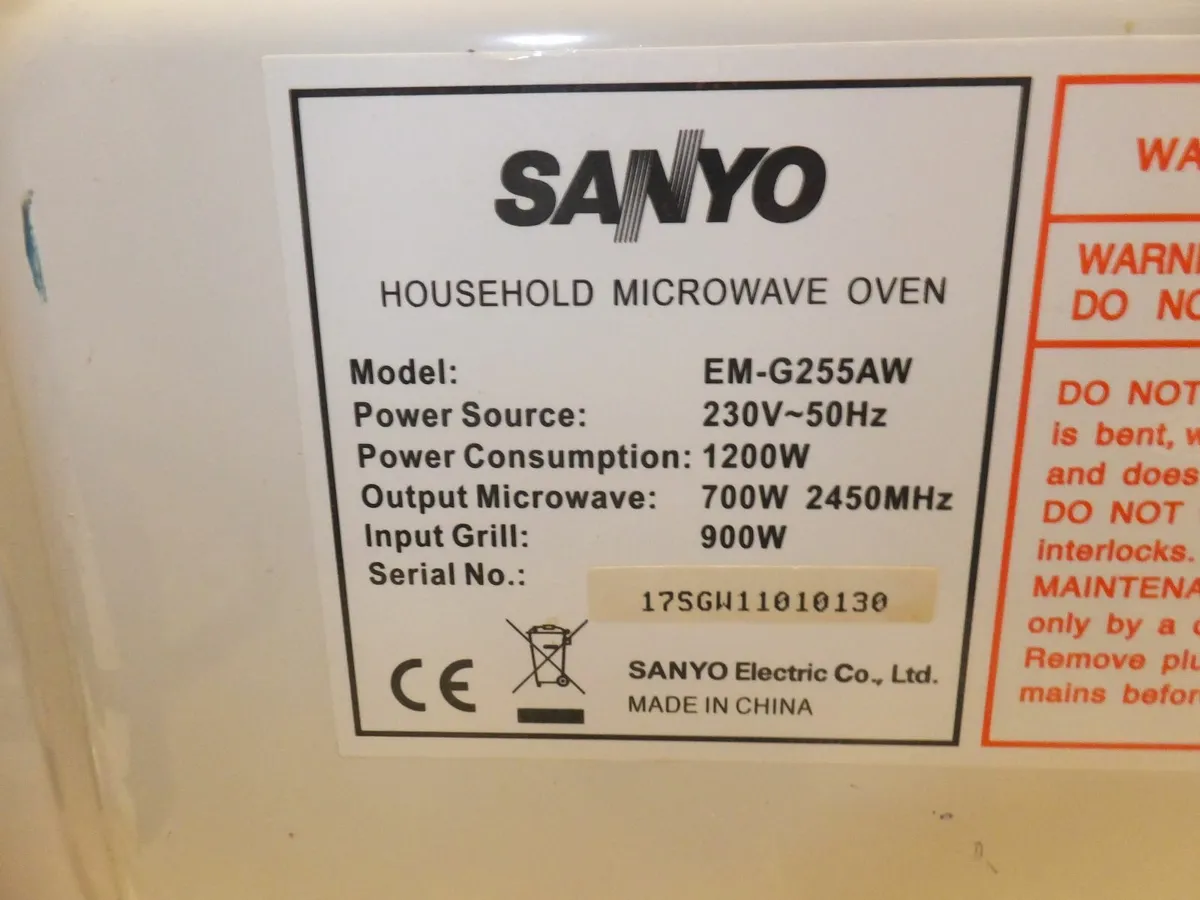 SANYO
HOUSEHOLD MICROWAVE OVEN
Model: EM-G255AW
Power Source: 230V~50Hz
Power Consumption: 1200W
Output Microwave: 700W 2450MHz
Input Grill: 900W
Serial No.: 17SGW11010130
CE
SANYO Electric Co., Ltd.
MADE IN CHINA
DO
DO NOT
is bent,
and does
DO NOT
interlocks.
only by a
Remove
mains